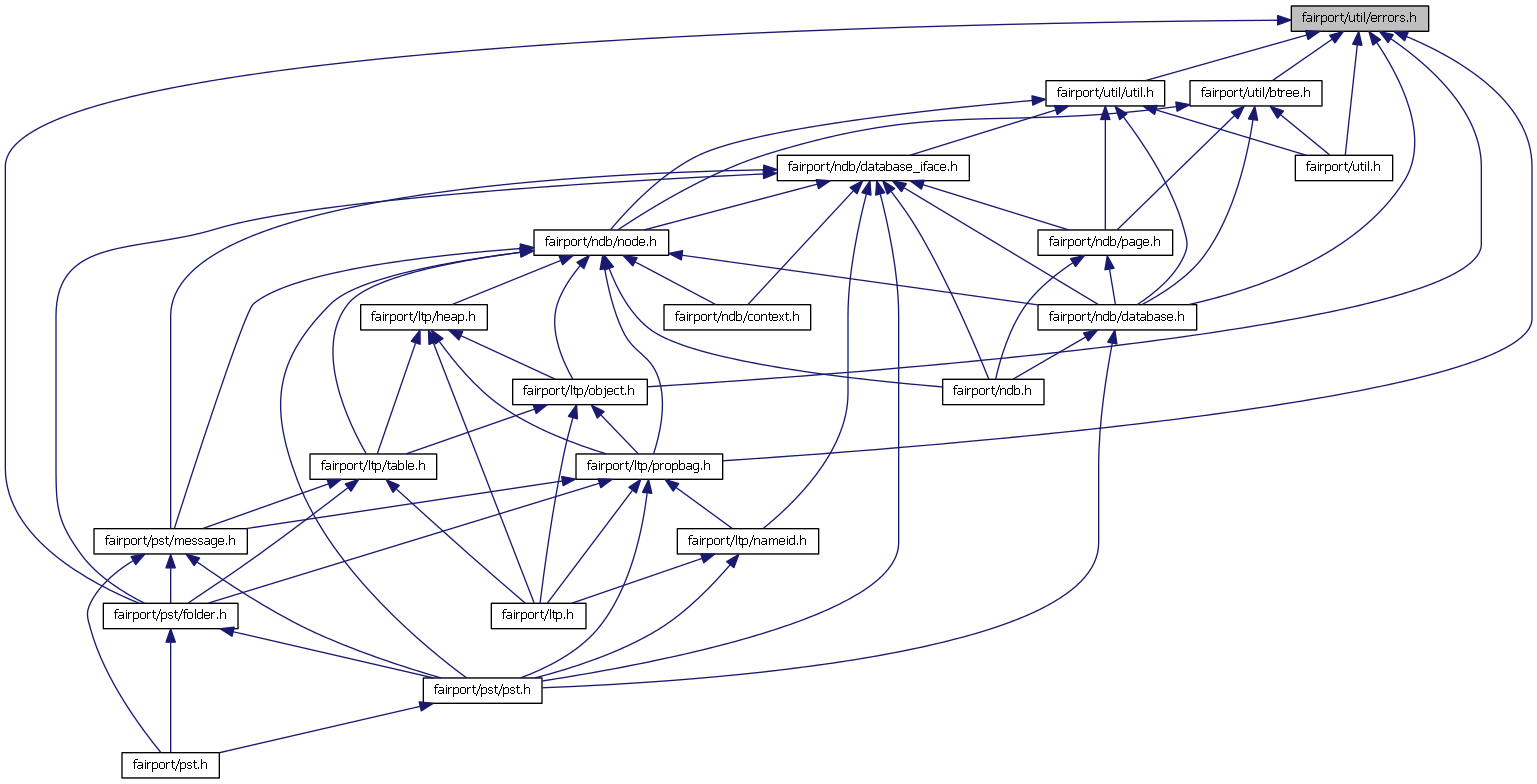 fairport/util/errors.h
fairport/util/util.h
fairport/util/btree.h
fairport/ndb/database_iface.h
fairport/util.h
fairport/ndb/node.h
fairport/ndb/page.h
fairport/ltp/heap.h
fairport/ndb/context.h
fairport/ndb/database.h
fairport/ltp/object.h
fairport/ndb.h
fairport/ltp/table.h
fairport/ltp/propbag.h
fairport/pst/message.h
fairport/ltp/nameid.h
fairport/pst/folder.h
fairport/ltp.h
fairport/pst/pst.h
fairport/pst.h